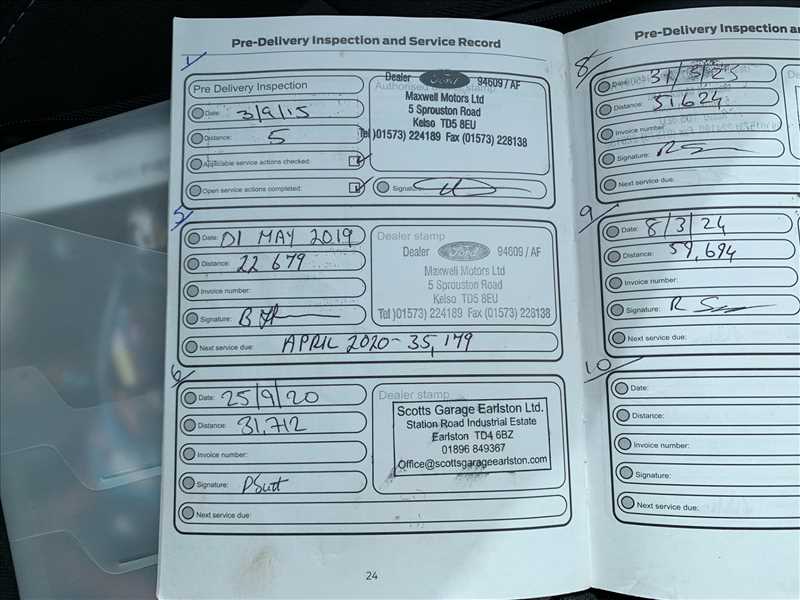 Pre-Delivery Inspection and Service Record
1
Pre Delivery Inspection
Date: 3/9/15
Distance: 5
Applicable service actions checked:
Open service actions completed:
Authorised stamp
Dealer Ford 94609 / AF
Maxwell Motors Ltd
5 Sprouston Road
Kelso TD5 8EU
Tel )01573) 224189 Fax (01573) 228138
Signature:
5
Date: 01 MAY 2019
Distance: 22 679
Invoice number:
Signature:
Next service due: APRIL 2020 - 35,179
Dealer stamp
Dealer Ford 94609 / AF
Maxwell Motors Ltd
5 Sprouston Road
Kelso TD5 8EU
Tel )01573) 224189 Fax (01573) 228138
6
Date: 25/9/20
Distance: 31,712
Invoice number:
Signature: P Scott
Next service due:
Dealer stamp
Scotts Garage Earlston Ltd.
Station Road Industrial Estate
Earlston TD4 6BZ
01896 849367
Office@scottsgarageearlston.com
24
Pre-Delivery Inspection an
8
Date:
Distance: 51,624
Invoice number:
Signature:
Next service due:
9
Date: 8/3/24
Distance: 59,694
Invoice number:
Signature:
Next service due:
10
Date:
Distance:
Invoice number:
Signature:
Next service due: